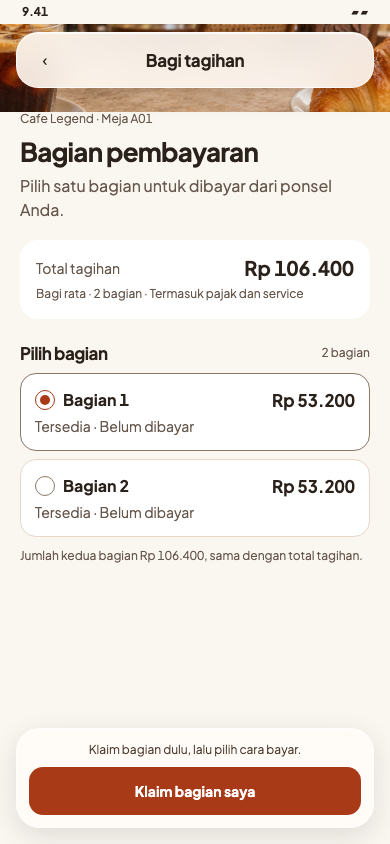 9.41
‹
Bagi tagihan
Cafe Legend · Meja A01
Bagian pembayaran
Pilih satu bagian untuk dibayar dari ponsel
Anda.
Total tagihan Rp 106.400
Bagi rata · 2 bagian · Termasuk pajak dan service
Pilih bagian 2 bagian
Bagian 1 Rp 53.200
Tersedia · Belum dibayar
Bagian 2 Rp 53.200
Tersedia · Belum dibayar
Jumlah kedua bagian Rp 106.400, sama dengan total tagihan.
Klaim bagian dulu, lalu pilih cara bayar.
Klaim bagian saya